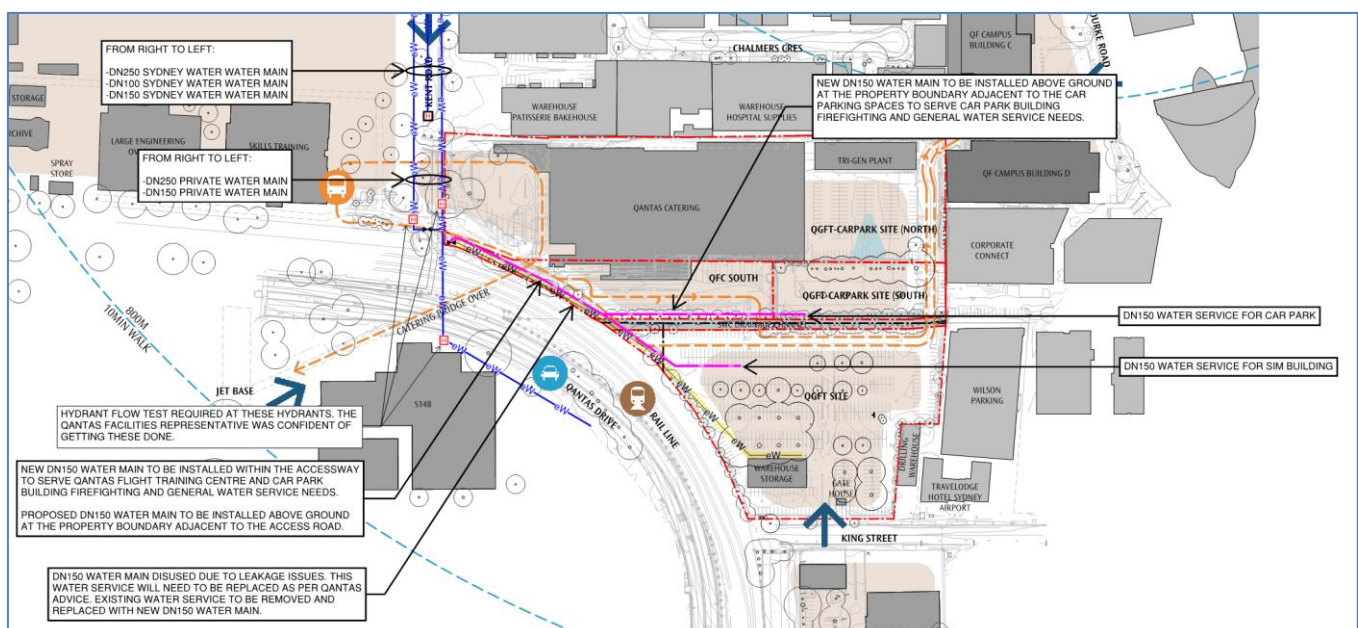 FROM RIGHT TO LEFT:
-DN250 SYDNEY WATER WATER MAIN
-DN100 SYDNEY WATER WATER MAIN
-DN150 SYDNEY WATER WATER MAIN
KENT ROAD
CHALMERS CRES
QF CAMPUS
BUILDING C
OURKE ROAD
NEW DN150 WATER MAIN TO BE INSTALLED ABOVE GROUND
AT THE PROPERTY BOUNDARY ADJACENT TO THE CAR
PARKING SPACES TO SERVE CAR PARK BUILDING
FIREFIGHTING AND GENERAL WATER SERVICE NEEDS.
STORAGE
ARCHIVE
LARGE ENGINEERING
SKILLS TRAINING
SPRAY
STORE
WAREHOUSE
PATISSERIE BAKEHOUSE
WAREHOUSE
HOSPITAL SUPPLIES
FROM RIGHT TO LEFT:
-DN250 PRIVATE WATER MAIN
-DN150 PRIVATE WATER MAIN
TRI-GEN PLANT
QF CAMPUS BUILDING D
QANTAS CATERING
QGFT-CARPARK SITE (NORTH)
CORPORATE
CONNECT
QFC SOUTH
QGFT-CARPARK SITE (SOUTH)
SWC DRAINAGE CHANNEL
DN150 WATER SERVICE FOR CAR PARK
800M
10MIN WALK
CATERING BRIDGE OVER
JET BASE
QANTAS DRIVE
RAIL LINE
DN150 WATER SERVICE FOR SIM BUILDING
QGFT SITE
WILSON
PARKING
HYDRANT FLOW TEST REQUIRED AT THESE HYDRANTS. THE
QANTAS FACILITIES REPRESENTATIVE WAS CONFIDENT OF
GETTING THESE DONE.
NEW DN150 WATER MAIN TO BE INSTALLED WITHIN THE ACCESSWAY
TO SERVE QANTAS FLIGHT TRAINING CENTRE AND CAR PARK
BUILDING FIREFIGHTING AND GENERAL WATER SERVICE NEEDS.
PROPOSED DN150 WATER MAIN TO BE INSTALLED ABOVE GROUND
AT THE PROPERTY BOUNDARY ADJACENT TO THE ACCESS ROAD.
WAREHOUSE
STORAGE
GATE
HOUSE
DRILLING
WAREHOUSE
TRAVELODGE
HOTEL SYDNEY
AIRPORT
KING STREET
DN150 WATER MAIN DISUSED DUE TO LEAKAGE ISSUES. THIS
WATER SERVICE WILL NEED TO BE REPLACED AS PER QANTAS
ADVICE. EXISTING WATER SERVICE TO BE REMOVED AND
REPLACED WITH NEW DN150 WATER MAIN.